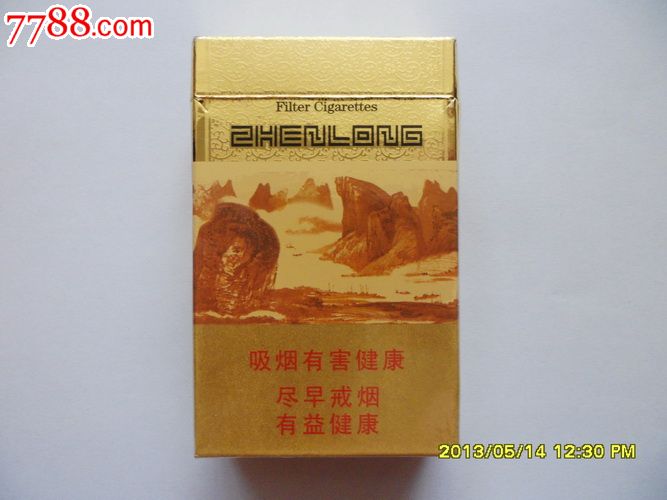 7788.com
Filter Cigarettes
ZHENLONG
吸烟有害健康
尽早戒烟
有益健康
2013/05/14 12:30 PM